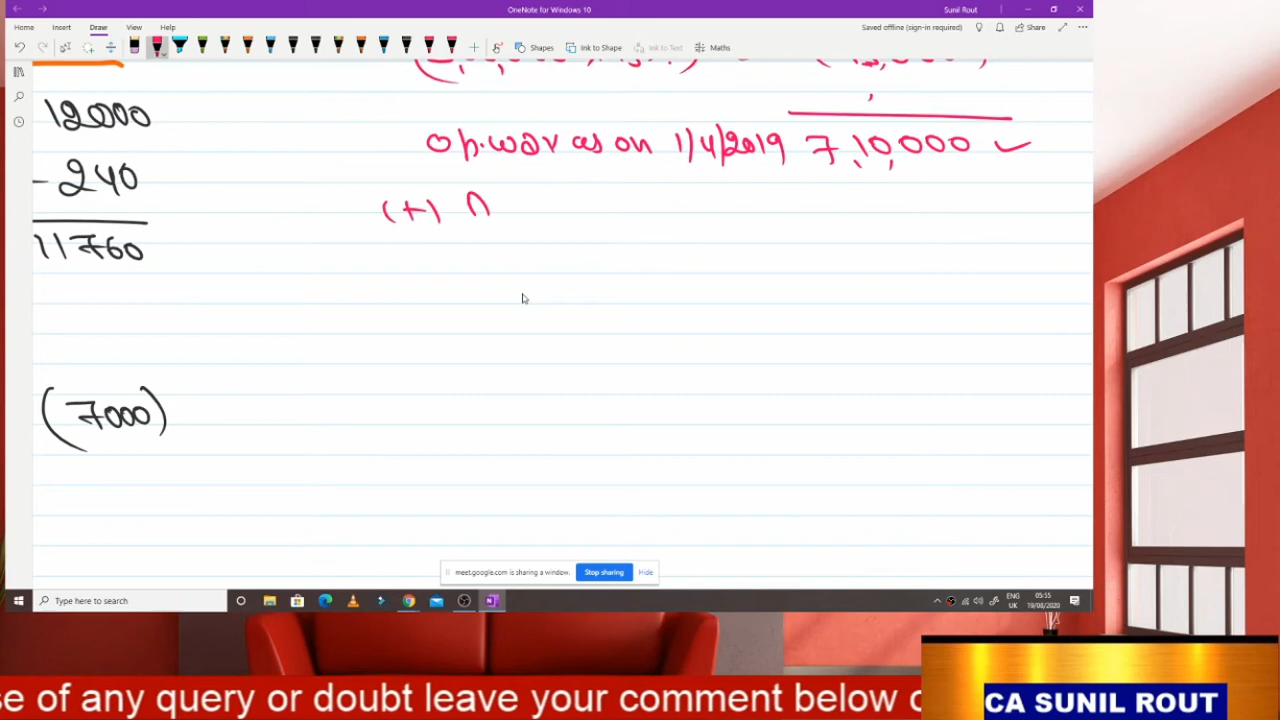 OneNote for Windows 10
Sunil Rout
Home Insert Draw View Help
Saved offline (sign-in required)
Share
Shapes Ink to Shape Ink to Text Maths
12000
- 240
11760
(7000)
Op. WDV as on 1/4/2019 7,10,000 ✓
(+)
meet.google.com is sharing a window. Stop sharing Hide
Type here to search
ENG
UK
05:55
19/08/2020
se of any query or doubt leave your comment below
CA SUNIL ROUT